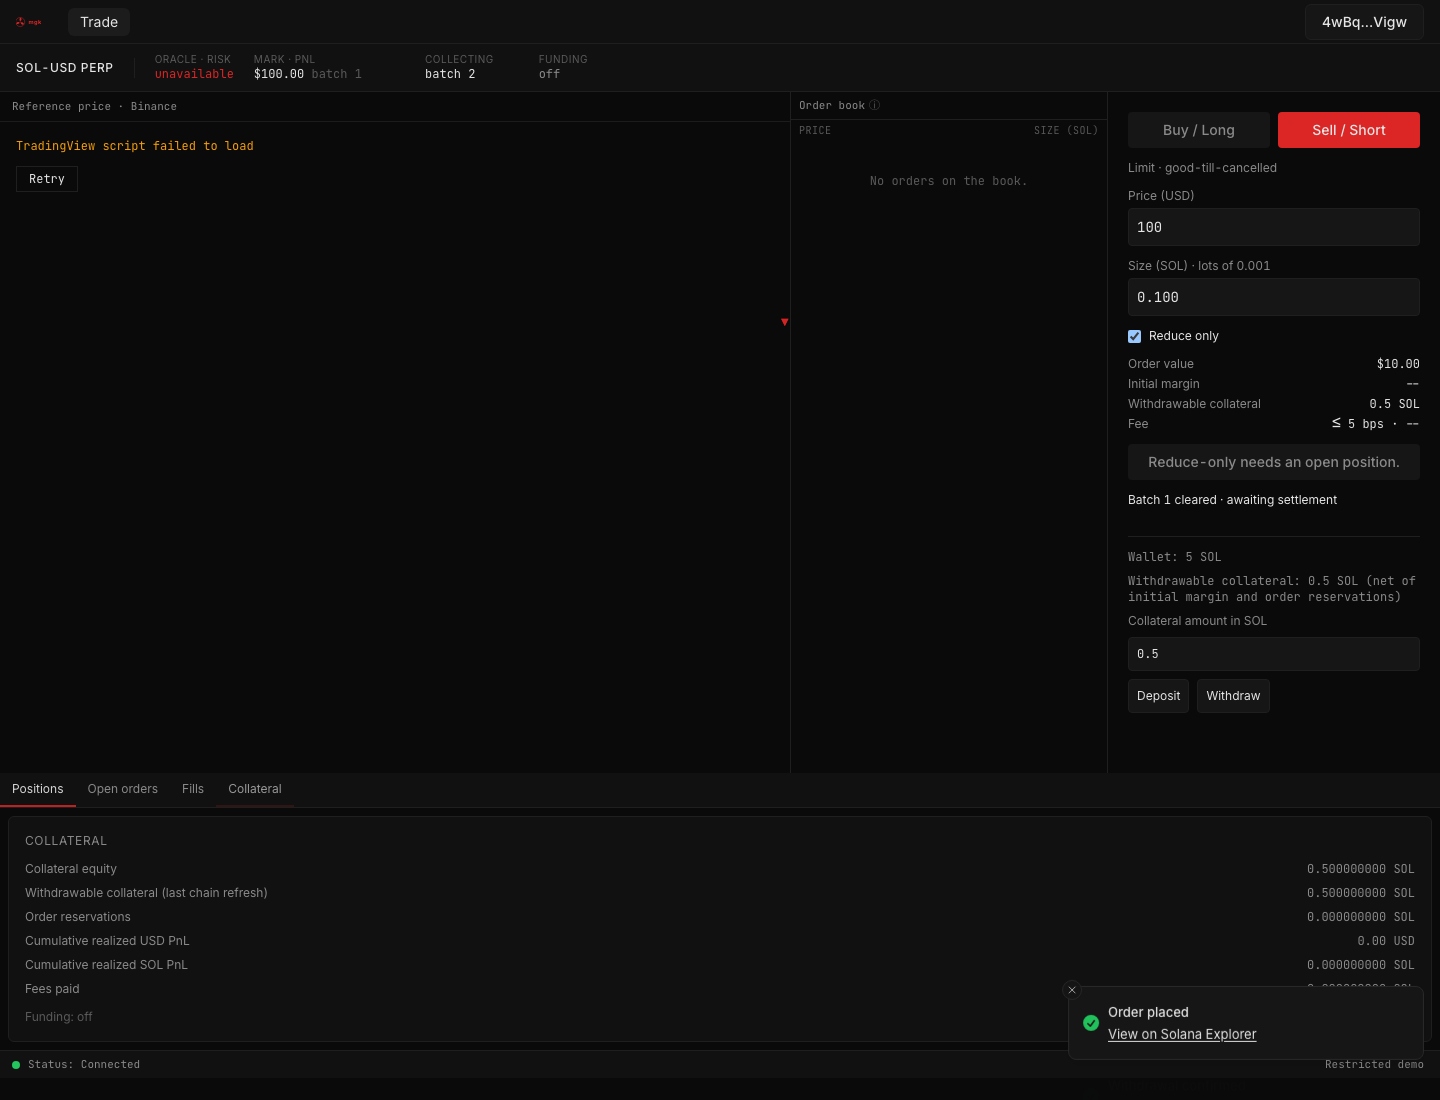 Trade
4wBq...Vigw
SOL-USD PERP
ORACLE · RISK
unavailable
MARK · PNL
$100.00 batch 1
COLLECTING
batch 2
FUNDING
off
Reference price · Binance
TradingView script failed to load
Retry
Order book
PRICE SIZE (SOL)
No orders on the book.
Buy / Long
Sell / Short
Limit · good-till-cancelled
Price (USD)
100
Size (SOL) · lots of 0.001
0.100
Reduce only
Order value $10.00
Initial margin --
Withdrawable collateral 0.5 SOL
Fee ≤ 5 bps · --
Reduce-only needs an open position.
Batch 1 cleared · awaiting settlement
Wallet: 5 SOL
Withdrawable collateral: 0.5 SOL (net of
initial margin and order reservations)
Collateral amount in SOL
0.5
Deposit
Withdraw
Positions
Open orders
Fills
Collateral
COLLATERAL
Collateral equity 0.500000000 SOL
Withdrawable collateral (last chain refresh) 0.500000000 SOL
Order reservations 0.000000000 SOL
Cumulative realized USD PnL 0.00 USD
Cumulative realized SOL PnL 0.000000000 SOL
Fees paid
Funding: off
Order placed
View on Solana Explorer
Status: Connected
Restricted demo